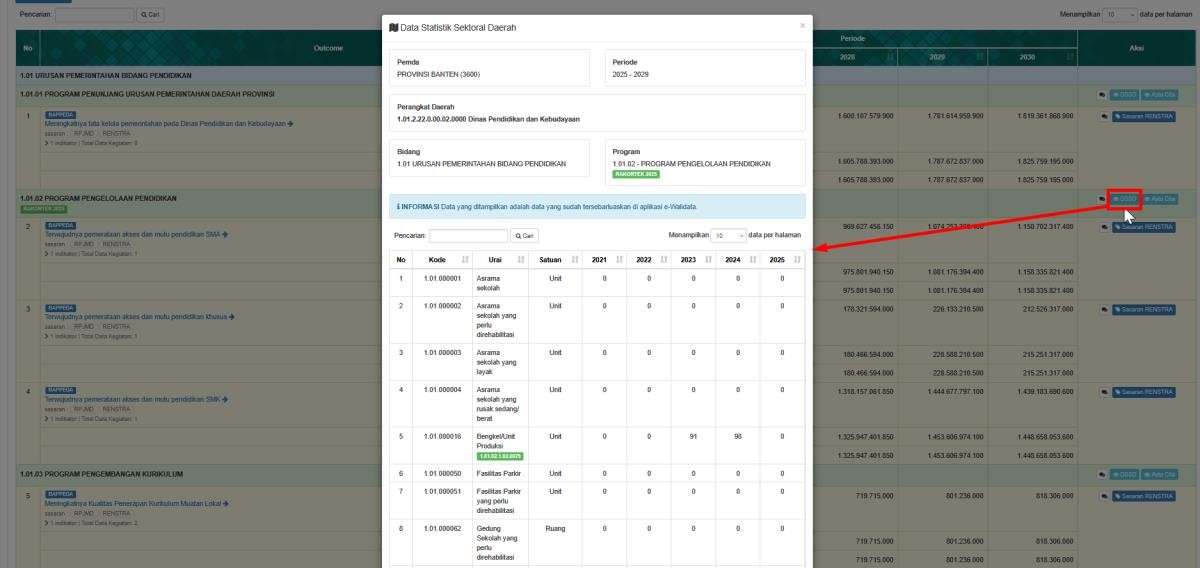 Pencarian:
Cari
Menampilkan 10 data per halaman
No
Outcome
Periode
Aksi
2028
2029
2030
1.01 URUSAN PEMERINTAHAN BIDANG PENDIDIKAN
1.01.01 PROGRAM PENUNJANG URUSAN PEMERINTAHAN DAERAH PROVINSI
DSSD
Asta Cita
1
BAPPEDA
Meningkatnya tata kelola pemerintahan pada Dinas Pendidikan dan Kebudayaan
sasaran : RPJMD RENSTRA
1 indikator | Total Data Kegiatan: 8
1.600.107.579.900
1.781.614.959.900
1.819.361.868.900
Sasaran RENSTRA
1.605.788.393.000
1.787.672.837.000
1.825.759.195.000
1.605.788.393.000
1.787.672.837.000
1.825.759.195.000
1.01.02 PROGRAM PENGELOLAAN PENDIDIKAN
RAKORTEK 2025
DSSD
Asta Cita
2
BAPPEDA
Terwujudnya pemerataan akses dan mutu pendidikan SMA
sasaran : RPJMD RENSTRA
1 indikator | Total Data Kegiatan: 1
969.627.456.150
1.150.702.317.400
Sasaran RENSTRA
975.801.940.150
1.081.176.394.400
1.158.335.821.400
975.801.940.150
1.081.176.394.400
1.158.335.821.400
3
BAPPEDA
Terwujudnya pemerataan akses dan mutu pendidikan khusus
sasaran : RPJMD RENSTRA
1 indikator | Total Data Kegiatan: 1
178.321.594.000
226.133.210.500
212.526.317.000
Sasaran RENSTRA
180.466.594.000
228.588.210.500
215.251.317.000
180.466.594.000
228.588.210.500
215.251.317.000
4
BAPPEDA
Terwujudnya pemerataan akses dan mutu pendidikan SMK
sasaran : RPJMD RENSTRA
1 indikator | Total Data Kegiatan: 1
1.318.157.061.850
1.444.677.797.100
1.439.183.690.600
Sasaran RENSTRA
1.325.947.401.850
1.453.606.974.100
1.448.658.053.600
1.325.947.401.850
1.453.606.974.100
1.448.658.053.600
1.01.03 PROGRAM PENGEMBANGAN KURIKULUM
DSSD
Asta Cita
5
BAPPEDA
Meningkatnya Kualitas Penerapan Kurikulum Muatan Lokal
sasaran : RPJMD RENSTRA
1 indikator | Total Data Kegiatan: 2
719.715.000
801.236.000
818.306.000
Sasaran RENSTRA
719.715.000
801.236.000
818.306.000
719.715.000
801.236.000
818.306.000
Data Statistik Sektoral Daerah
×
Pemda
PROVINSI BANTEN (3600)
Periode
2025 - 2029
Perangkat Daerah
1.01.2.22.0.00.02.0000 Dinas Pendidikan dan Kebudayaan
Bidang
1.01 URUSAN PEMERINTAHAN BIDANG PENDIDIKAN
Program
1.01.02 - PROGRAM PENGELOLAAN PENDIDIKAN
RAKORTEK 2025
INFORMASI Data yang ditampilkan adalah data yang sudah tersebarluaskan di aplikasi e-Walidata.
Pencarian:
Cari
Menampilkan 10 data per halaman
No Kode Urai Satuan 2021 2022 2023 2024 2025
1 1.01.000001 Asrama Unit 0 0 0 0 0
sekolah
2 1.01.000002 Asrama Unit 0 0 0 0 0
sekolah yang
perlu
direhabilitasi
3 1.01.000003 Asrama Unit 0 0 0 0 0
sekolah yang
layak
4 1.01.000004 Asrama Unit 0 0 0 0 0
sekolah yang
rusak sedang/
berat
5 1.01.000016 Bengkel/Unit Unit 0 0 91 98 0
Produksi
1.01.02.1.02.0075
6 1.01.000050 Fasilitas Parkir Unit 0 0 0 0 0
7 1.01.000051 Fasilitas Parkir Unit 0 0 0 0 0
yang perlu
direhabilitasi
8 1.01.000062 Gedung Ruang 0 0 0 0 0
Sekolah yang
perlu
direhabilitasi